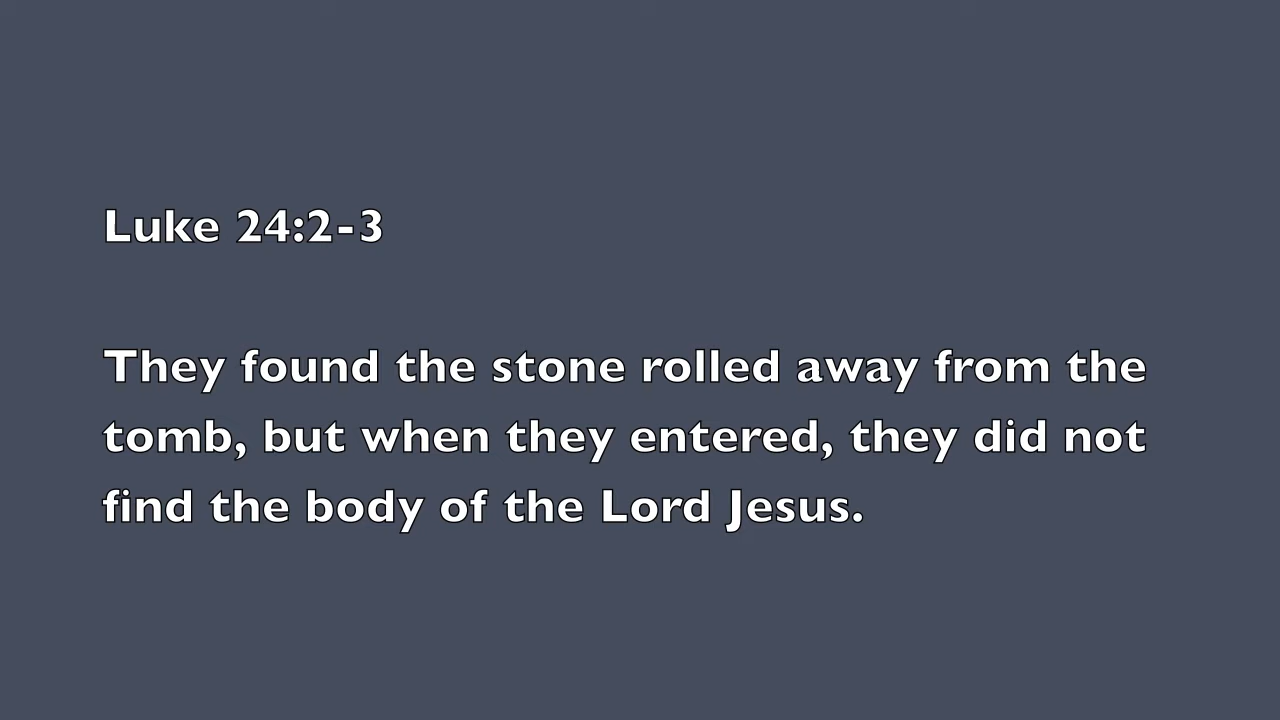 Luke 24:2-3
They found the stone rolled away from the
tomb, but when they entered, they did not
find the body of the Lord Jesus.